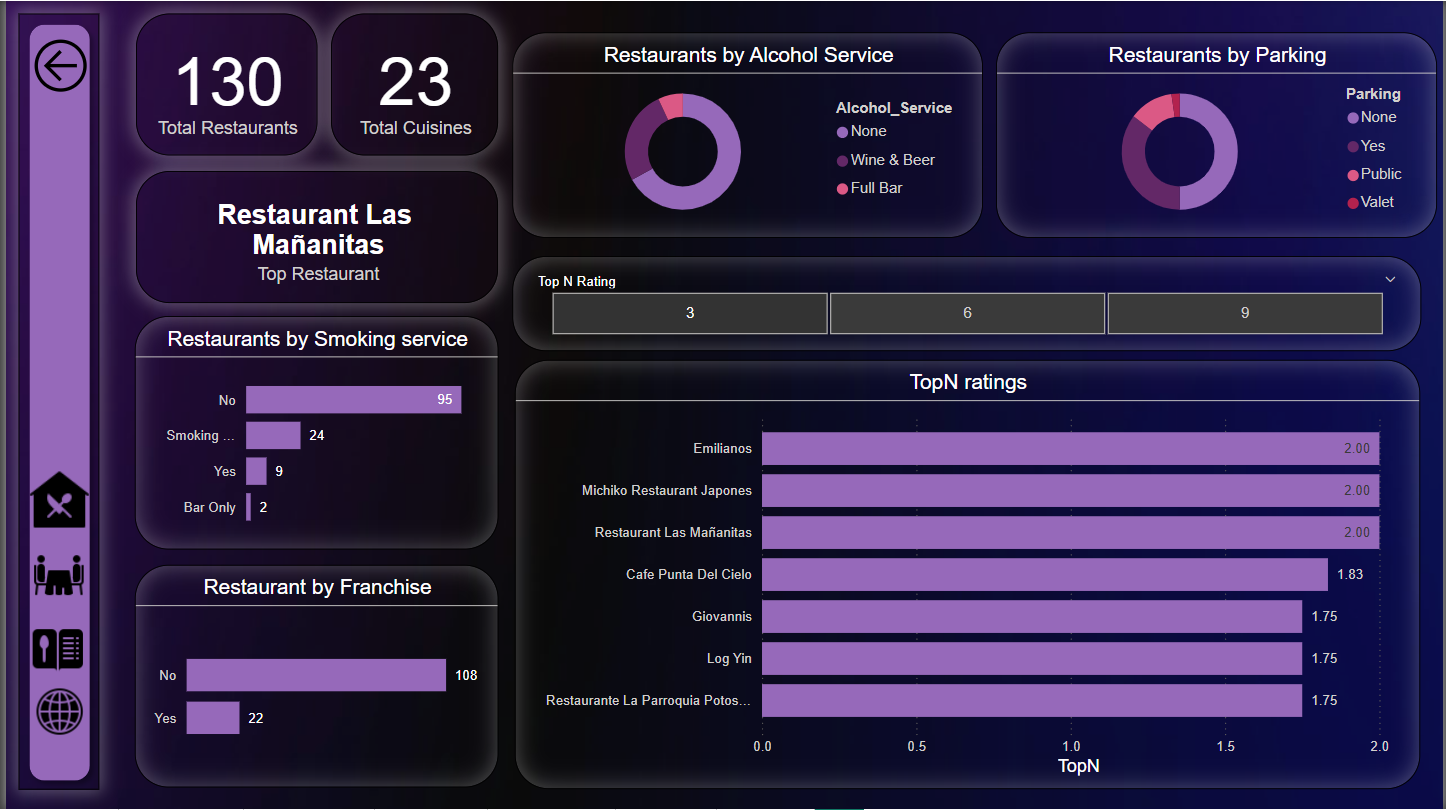 130
Total Restaurants
23
Total Cuisines
Restaurant Las
Mañanitas
Top Restaurant
Restaurants by Smoking service
No 95
Smoking ... 24
Yes 9
Bar Only 2
Restaurant by Franchise
No 108
Yes 22
Restaurants by Alcohol Service
Alcohol_Service
None
Wine & Beer
Full Bar
Restaurants by Parking
Parking
None
Yes
Public
Valet
Top N Rating
3 6 9
TopN ratings
Emilianos 2.00
Michiko Restaurant Japones 2.00
Restaurant Las Mañanitas 2.00
Cafe Punta Del Cielo 1.83
Giovannis 1.75
Log Yin 1.75
Restaurante La Parroquia Potos... 1.75
0.0 0.5 1.0 1.5 2.0
TopN